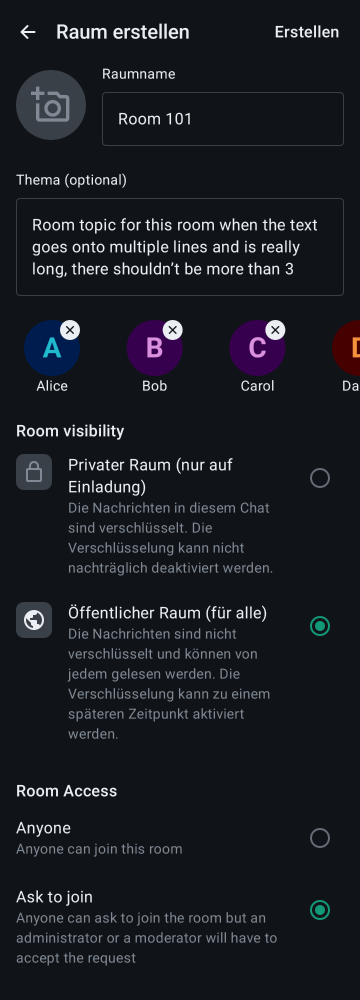 Raum erstellen
Erstellen
Raumname
Room 101
Thema (optional)
Room topic for this room when the text
goes onto multiple lines and is really
long, there shouldn’t be more than 3
A
B
C
Alice
Bob
Carol
Da
Room visibility
Privater Raum (nur auf
Einladung)
Die Nachrichten in diesem Chat
sind verschlüsselt. Die
Verschlüsselung kann nicht
nachträglich deaktiviert werden.
Öffentlicher Raum (für alle)
Die Nachrichten sind nicht
verschlüsselt und können von
jedem gelesen werden. Die
Verschlüsselung kann zu einem
späteren Zeitpunkt aktiviert
werden.
Room Access
Anyone
Anyone can join this room
Ask to join
Anyone can ask to join the room but an
administrator or a moderator will have to
accept the request